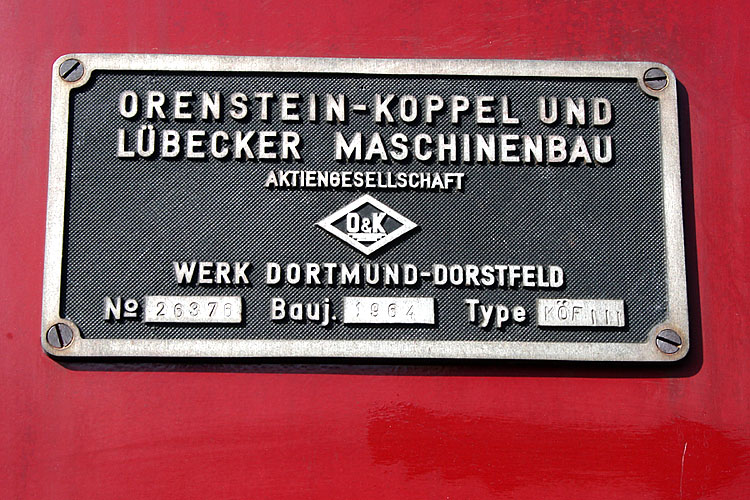 ORENSTEIN-KOPPEL UND
LÜBECKER MASCHINENBAU
AKTIENGESELLSCHAFT
O&K
WERK DORTMUND-DORSTFELD
Nº 26376 Bauj. 1964 Type KÖF III